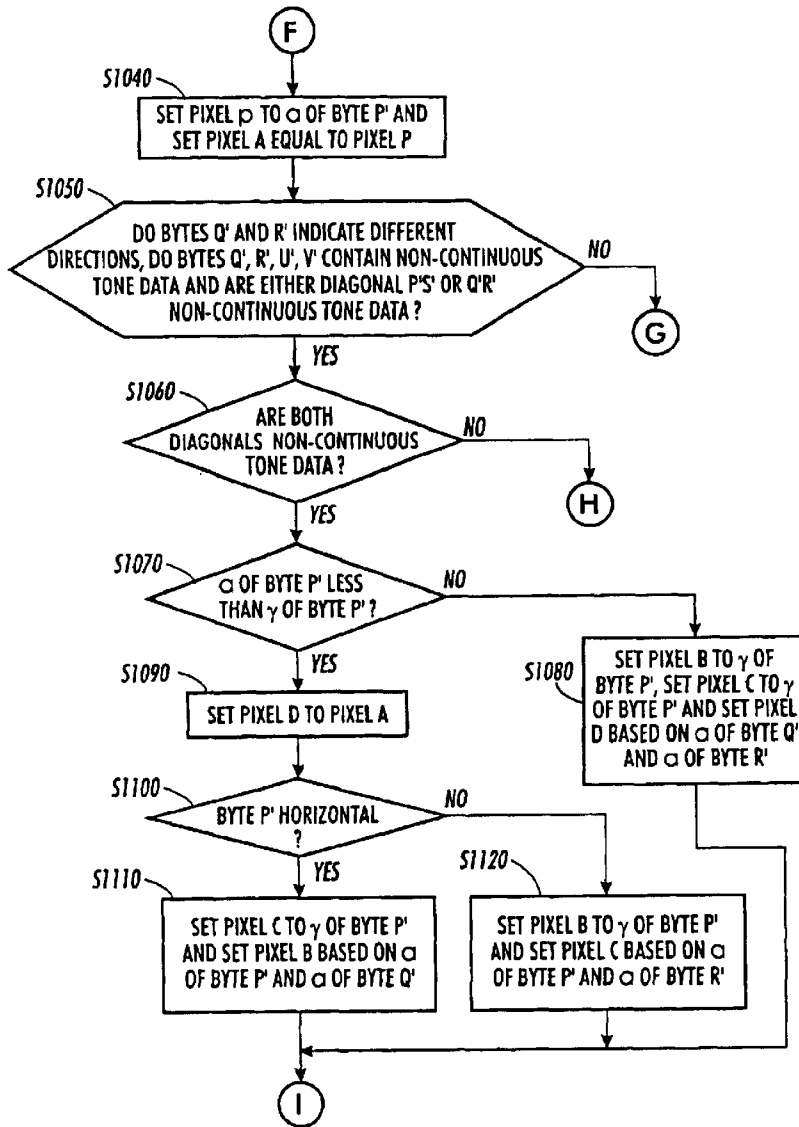 F
S1040
SET PIXEL p TO a OF BYTE P' AND
SET PIXEL A EQUAL TO PIXEL P
S1050
DO BYTES Q' AND R' INDICATE DIFFERENT
DIRECTIONS, DO BYTES Q', R', U', V' CONTAIN NON-CONTINUOUS
TONE DATA AND ARE EITHER DIAGONAL P'S' OR Q'R'
NON-CONTINUOUS TONE DATA ?
NO
G
YES
S1060
ARE BOTH
DIAGONALS NON-CONTINUOUS
TONE DATA ?
NO
H
YES
S1070
a OF BYTE P' LESS
THAN γ OF BYTE P' ?
NO
YES
S1080
SET PIXEL B TO γ OF
BYTE P', SET PIXEL C TO γ
OF BYTE P' AND SET PIXEL
D BASED ON a OF BYTE Q'
AND a OF BYTE R'
S1090
SET PIXEL D TO PIXEL A
S1100
BYTE P' HORIZONTAL
?
NO
YES
S1110
SET PIXEL C TO γ OF BYTE P'
AND SET PIXEL B BASED ON a
OF BYTE P' AND a OF BYTE Q'
S1120
SET PIXEL B TO γ OF BYTE P'
AND SET PIXEL C BASED ON a
OF BYTE P' AND a OF BYTE R'
I